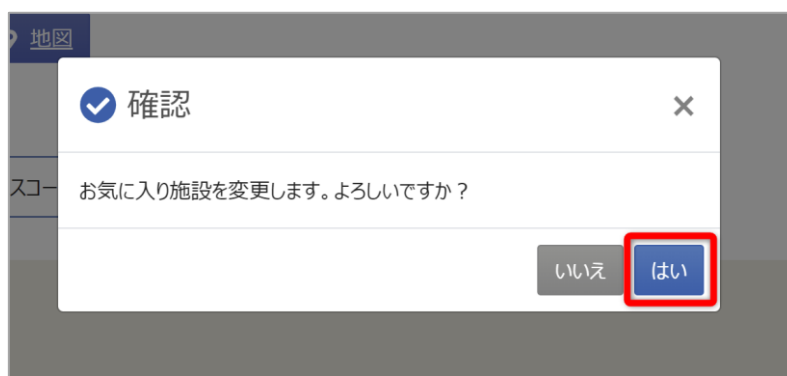 地図
確認
×
スコー
お気に入り施設を変更します。よろしいですか？
いいえ はい